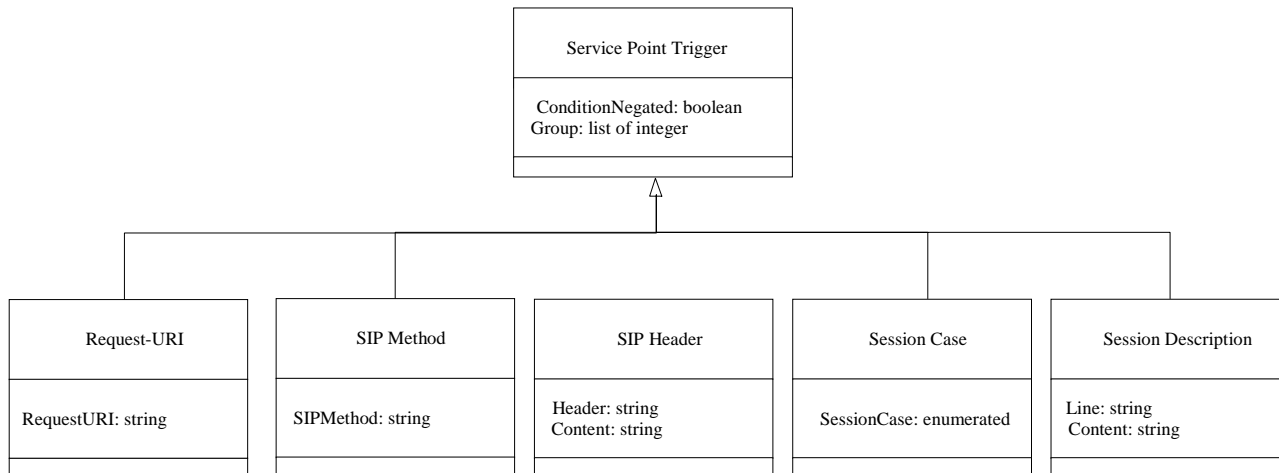 Service Point Trigger
ConditionNegated: boolean
Group: list of integer
Request-URI
RequestURI: string
SIP Method
SIPMethod: string
SIP Header
Header: string
Content: string
Session Case
SessionCase: enumerated
Session Description
Line: string
Content: string